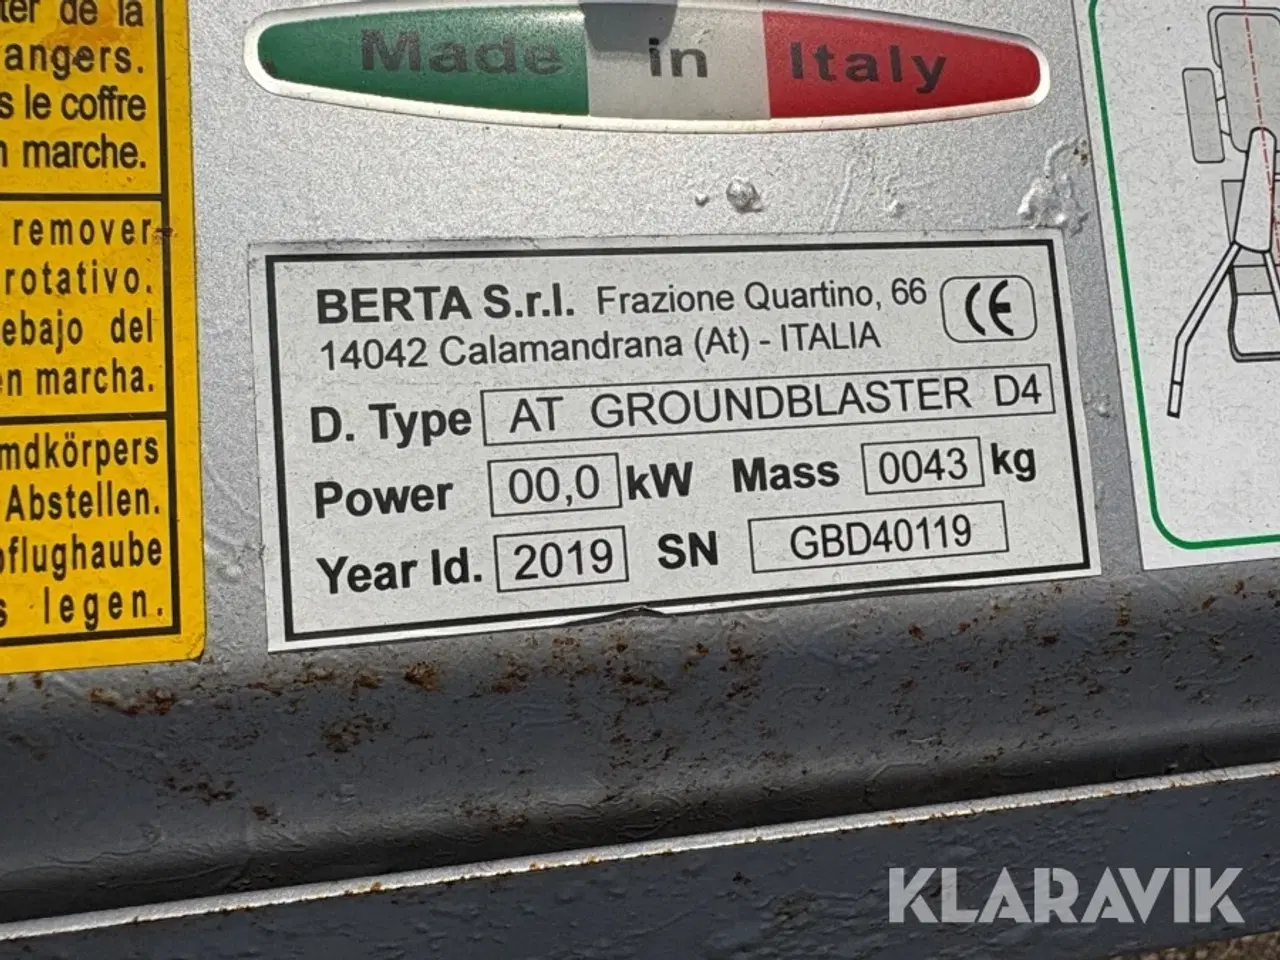 ter de la
angers.
s le coffre
n marche.
remover
rotativo.
ebajo del
en marcha.
mdkörpers
Abstellen.
oflughaube
s legen.
Made in Italy
BERTA S.r.l. Frazione Quartino, 66 CE
14042 Calamandrana (At) - ITALIA
D. Type AT GROUNDBLASTER D4
Power 00,0 kW Mass 0043 kg
Year Id. 2019 SN GBD40119
KLARAVIK